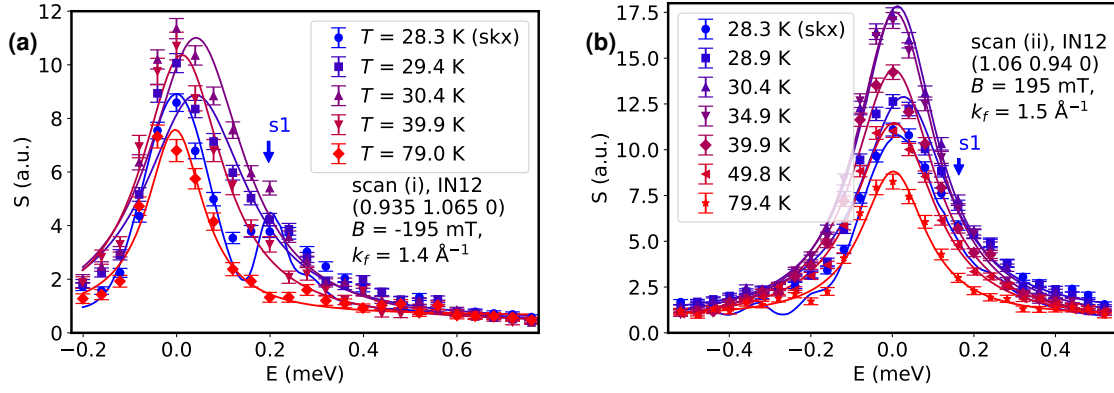 (a)
12
10
8
6
4
2
0
S (a.u.)
−0.2
0.0
0.2
0.4
0.6
E (meV)
T = 28.3 K (skx)
T = 29.4 K
T = 30.4 K
T = 39.9 K
T = 79.0 K
s1
scan (i), IN12
(0.935 1.065 0)
B = -195 mT,
k_f = 1.4 Å⁻¹
(b)
17.5
15.0
12.5
10.0
7.5
5.0
2.5
0.0
S (a.u.)
−0.4
−0.2
0.0
0.2
0.4
E (meV)
28.3 K (skx)
28.9 K
30.4 K
34.9 K
39.9 K
49.8 K
79.4 K
scan (ii), IN12
(1.06 0.94 0)
B = 195 mT,
k_f = 1.5 Å⁻¹
s1